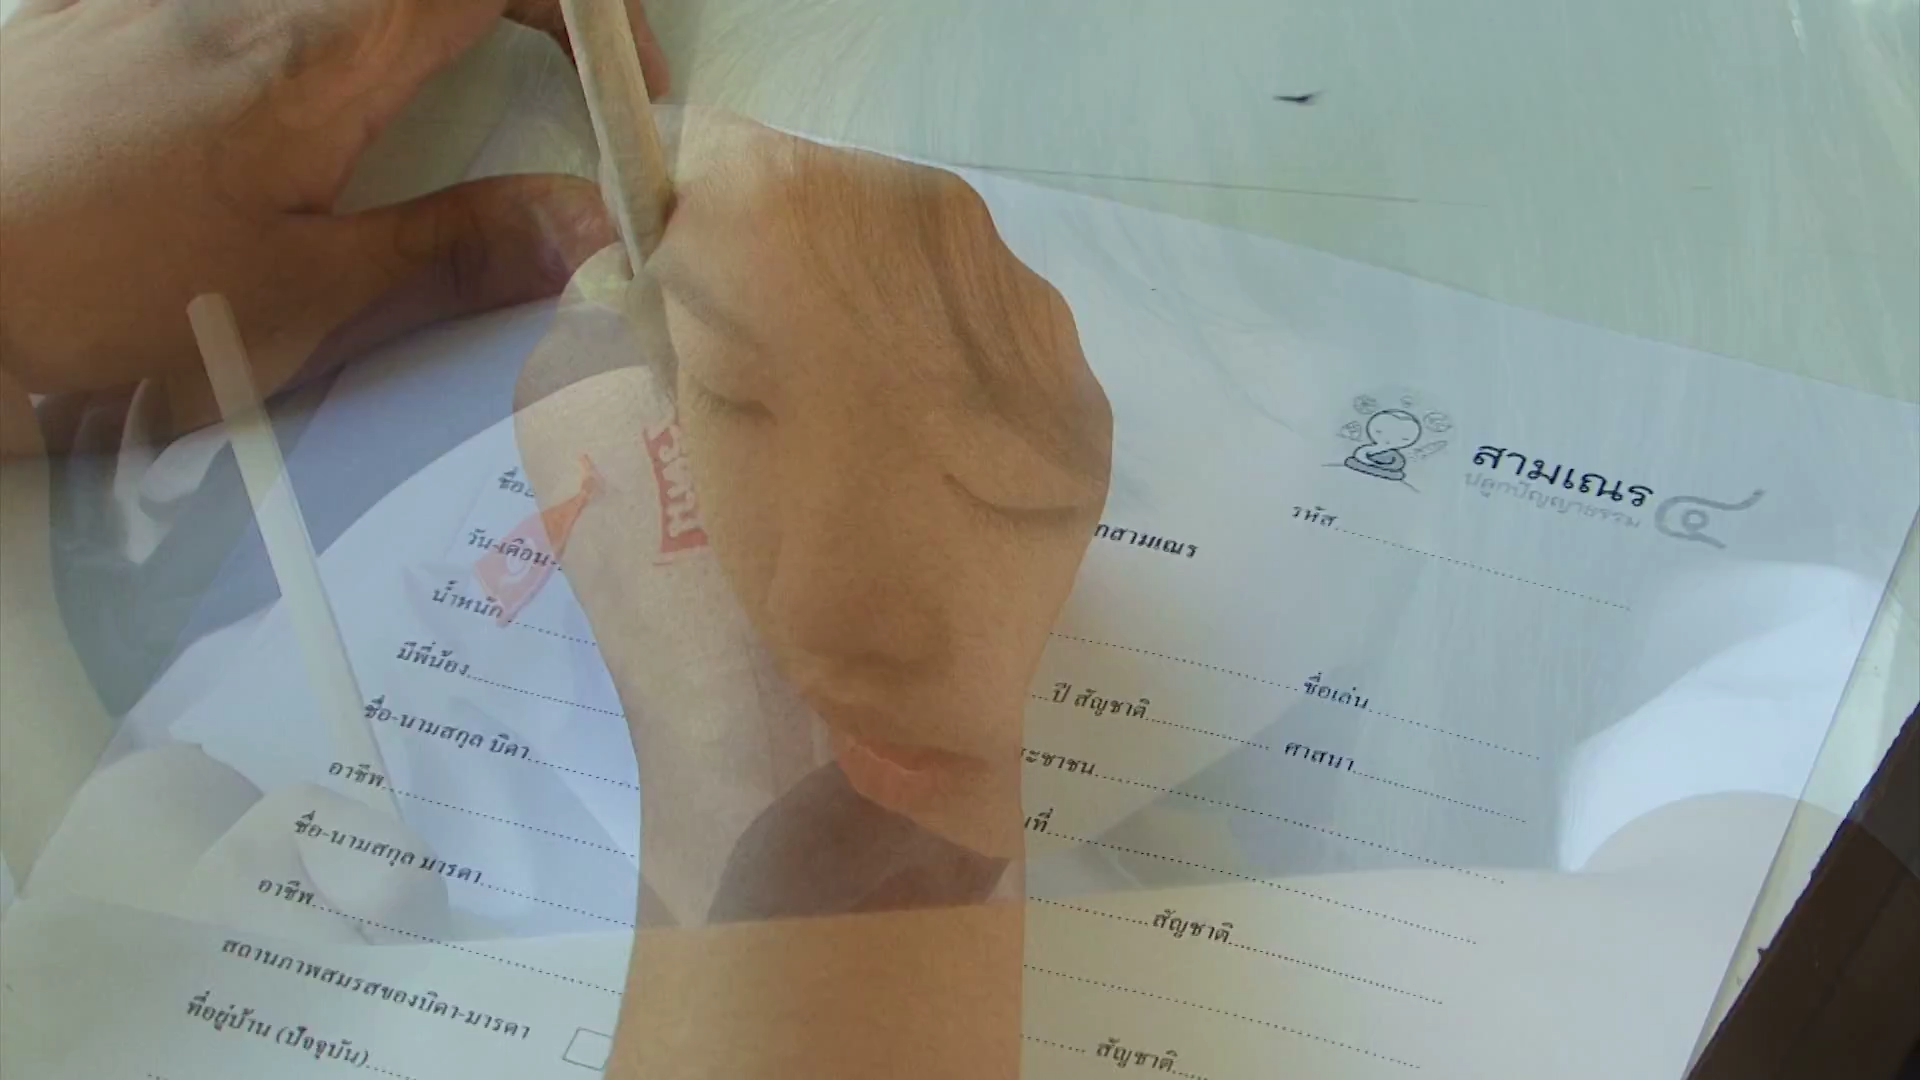 สามเณร
ปลูกปัญญาธรรม ๔
รหัส
กสามเณร
ชื่อเล่น
วัน-เดือน-
ปี สัญชาติ ศาสนา
น้ำหนัก
ะชาชน
มีพี่น้อง
นที่
ชื่อ-นามสกุล บิดา
สัญชาติ
อาชีพ
ชื่อ-นามสกุล มารดา
สัญชาติ
อาชีพ
สถานภาพสมรสของบิดา-มารดา
ที่อยู่บ้าน (ปัจจุบัน)